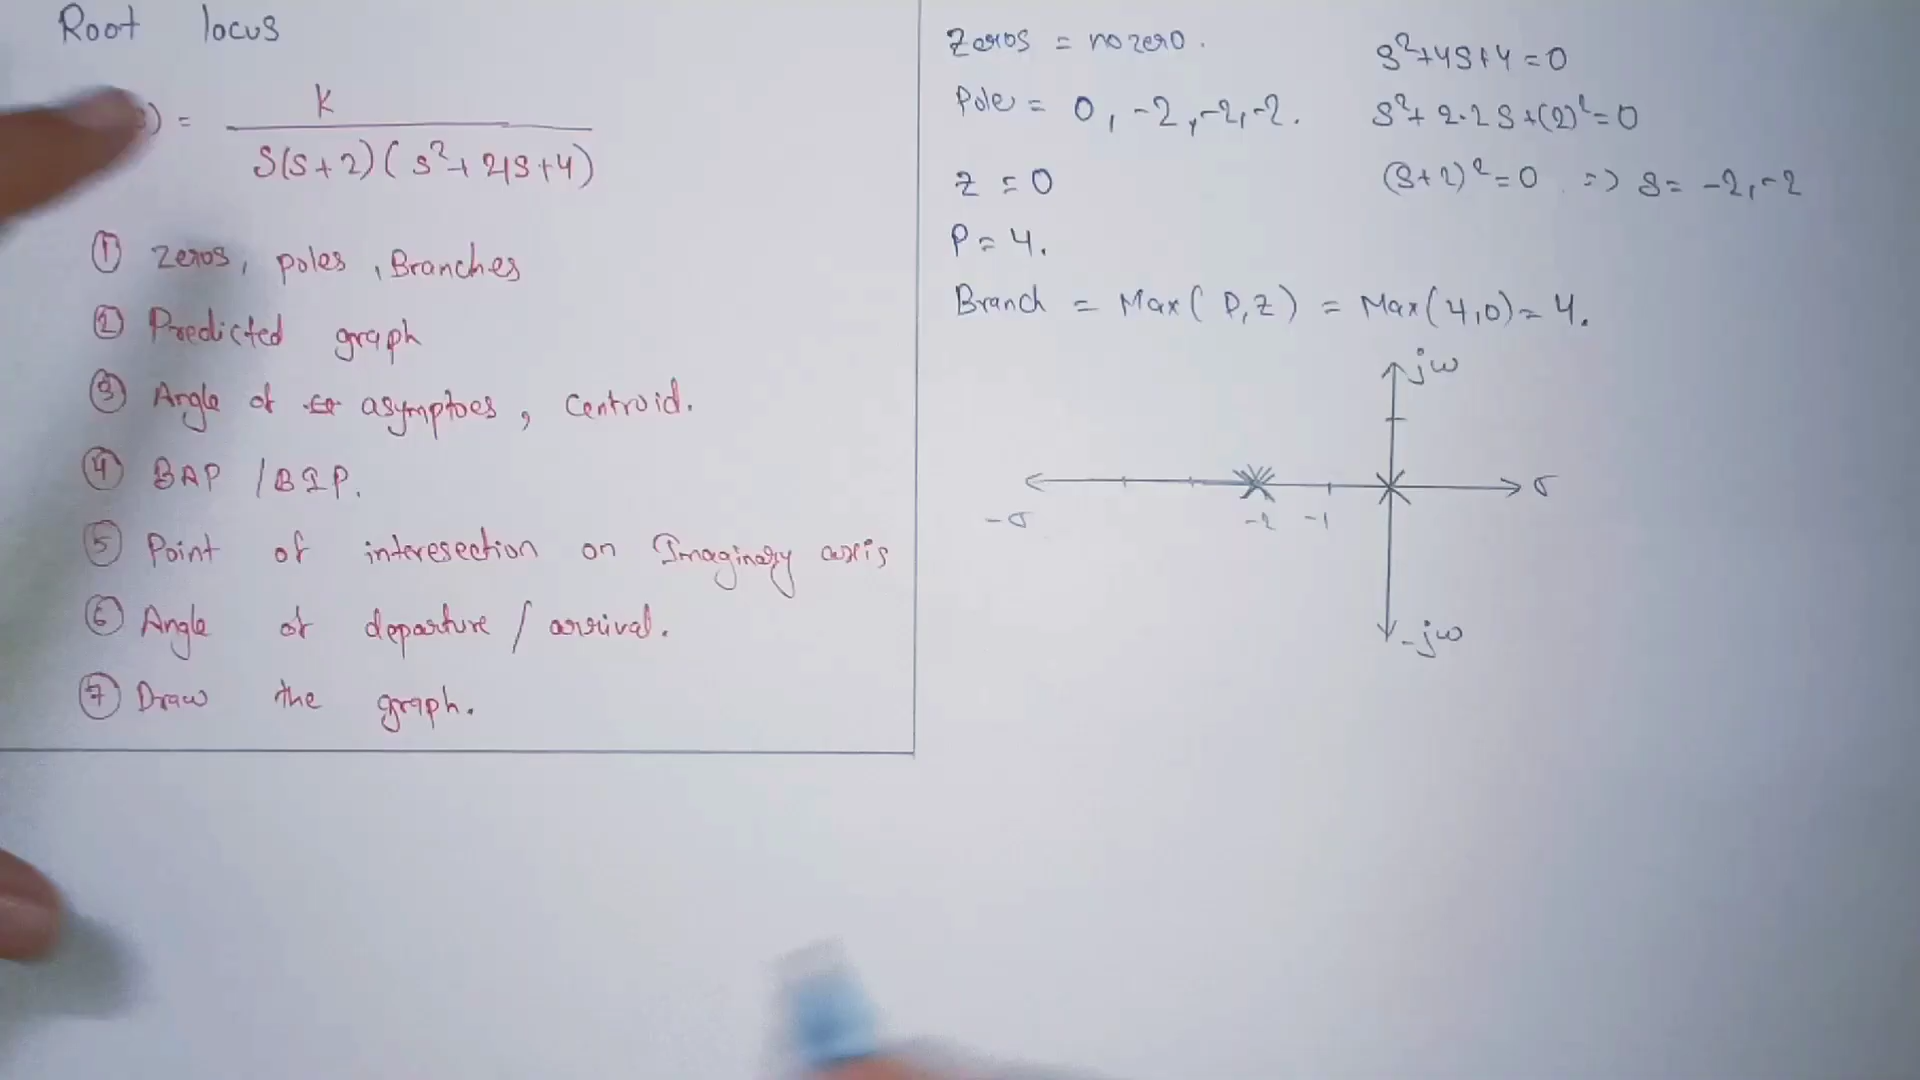 Root locus
s) = K
S(S+2)(s²+4s+4)
① Zeros, poles, Branches
② Predicted graph
③ Angle of asymptoes, Centroid.
④ BAP /BIP.
⑤ Point of interesection on Imaginary axis
⑥ Angle of departure / arrival.
⑦ Draw the graph.
Zeros = no zero.
Pole = 0, -2, -2, -2.
z = 0
P = 4.
Branch = Max( P, Z ) = Max(4,0) = 4.
s²+4s+4 = 0
s²+ 2·2s+(2)² = 0
(s+2)² = 0 => s = -2, -2
jω
σ
-σ -2 -1
-jω